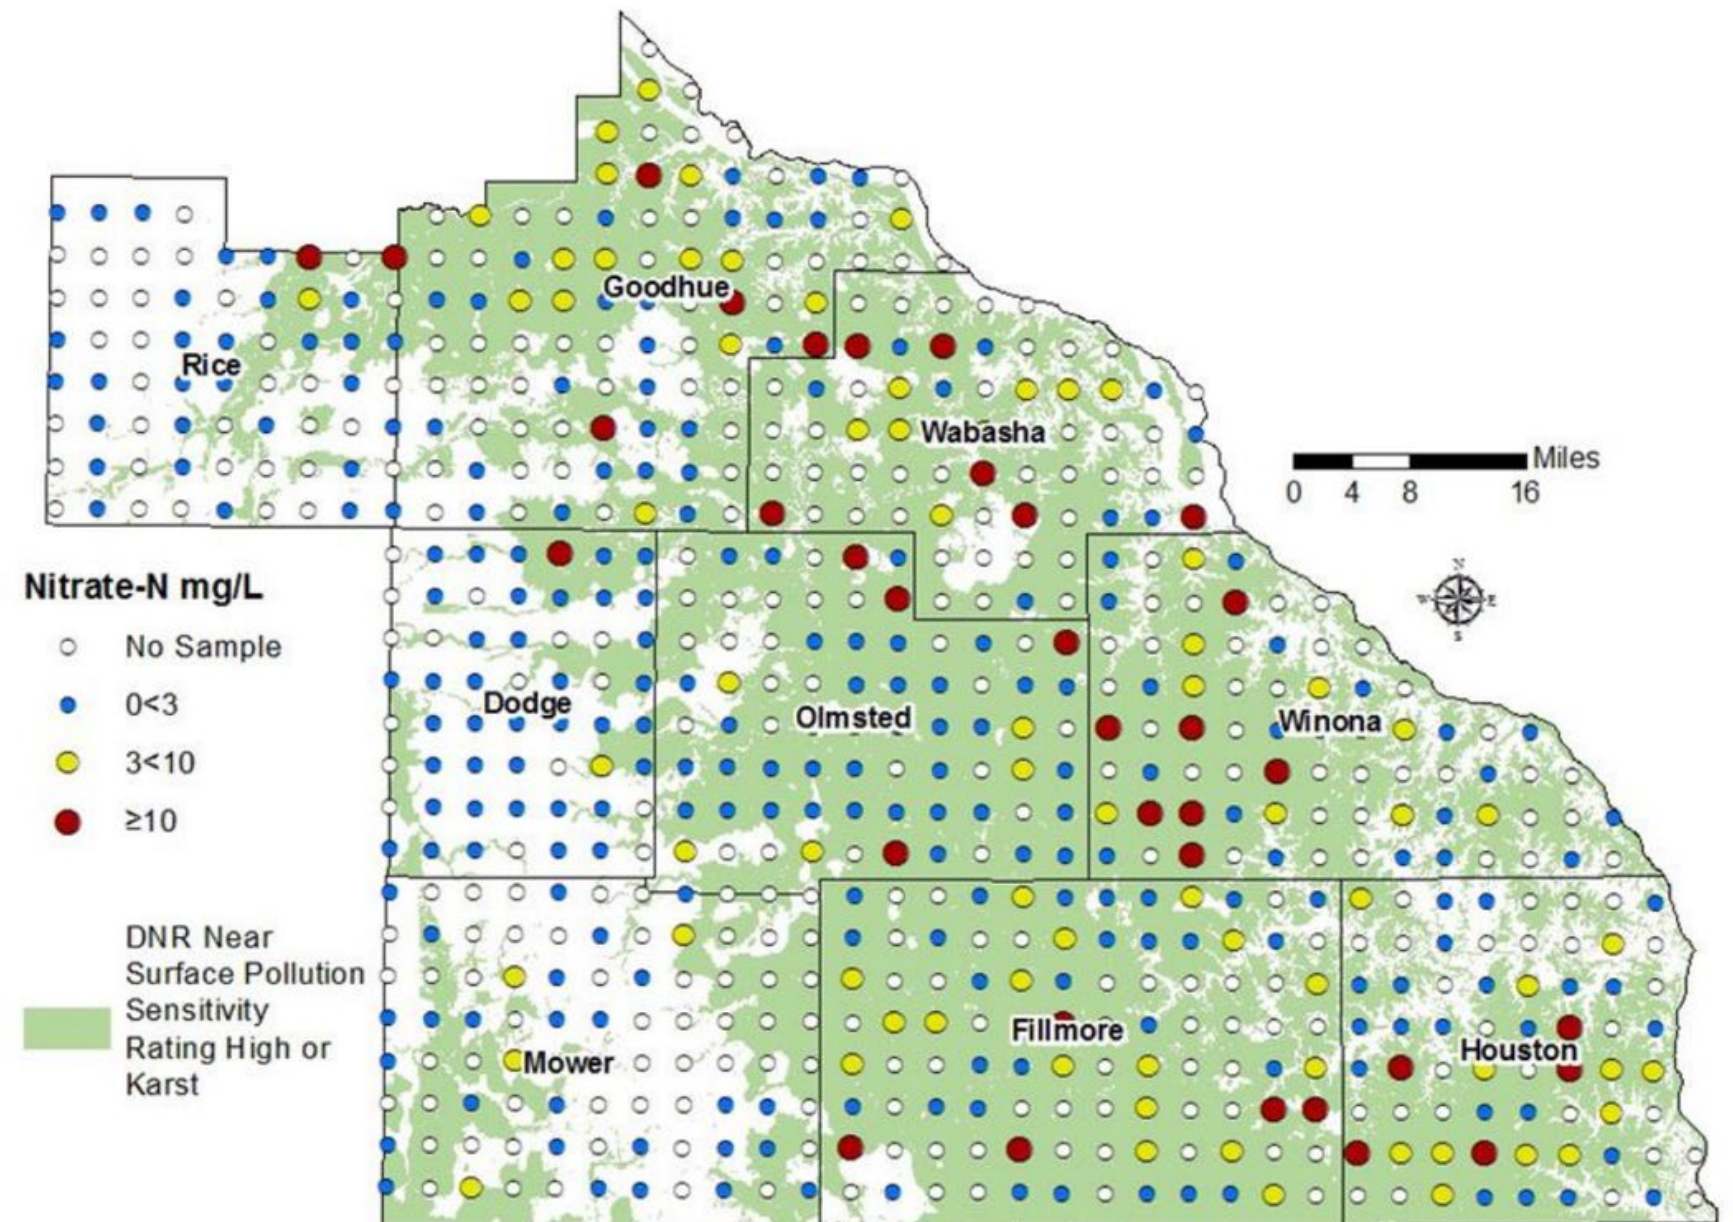 Goodhue
Rice
Wabasha
Miles
0 4 8 16
N
W E
S
Nitrate-N mg/L
No Sample
0<3
3<10
≥10
Dodge
Olmsted
Winona
DNR Near
Surface Pollution
Sensitivity
Rating High or
Karst
Mower
Fillmore
Houston